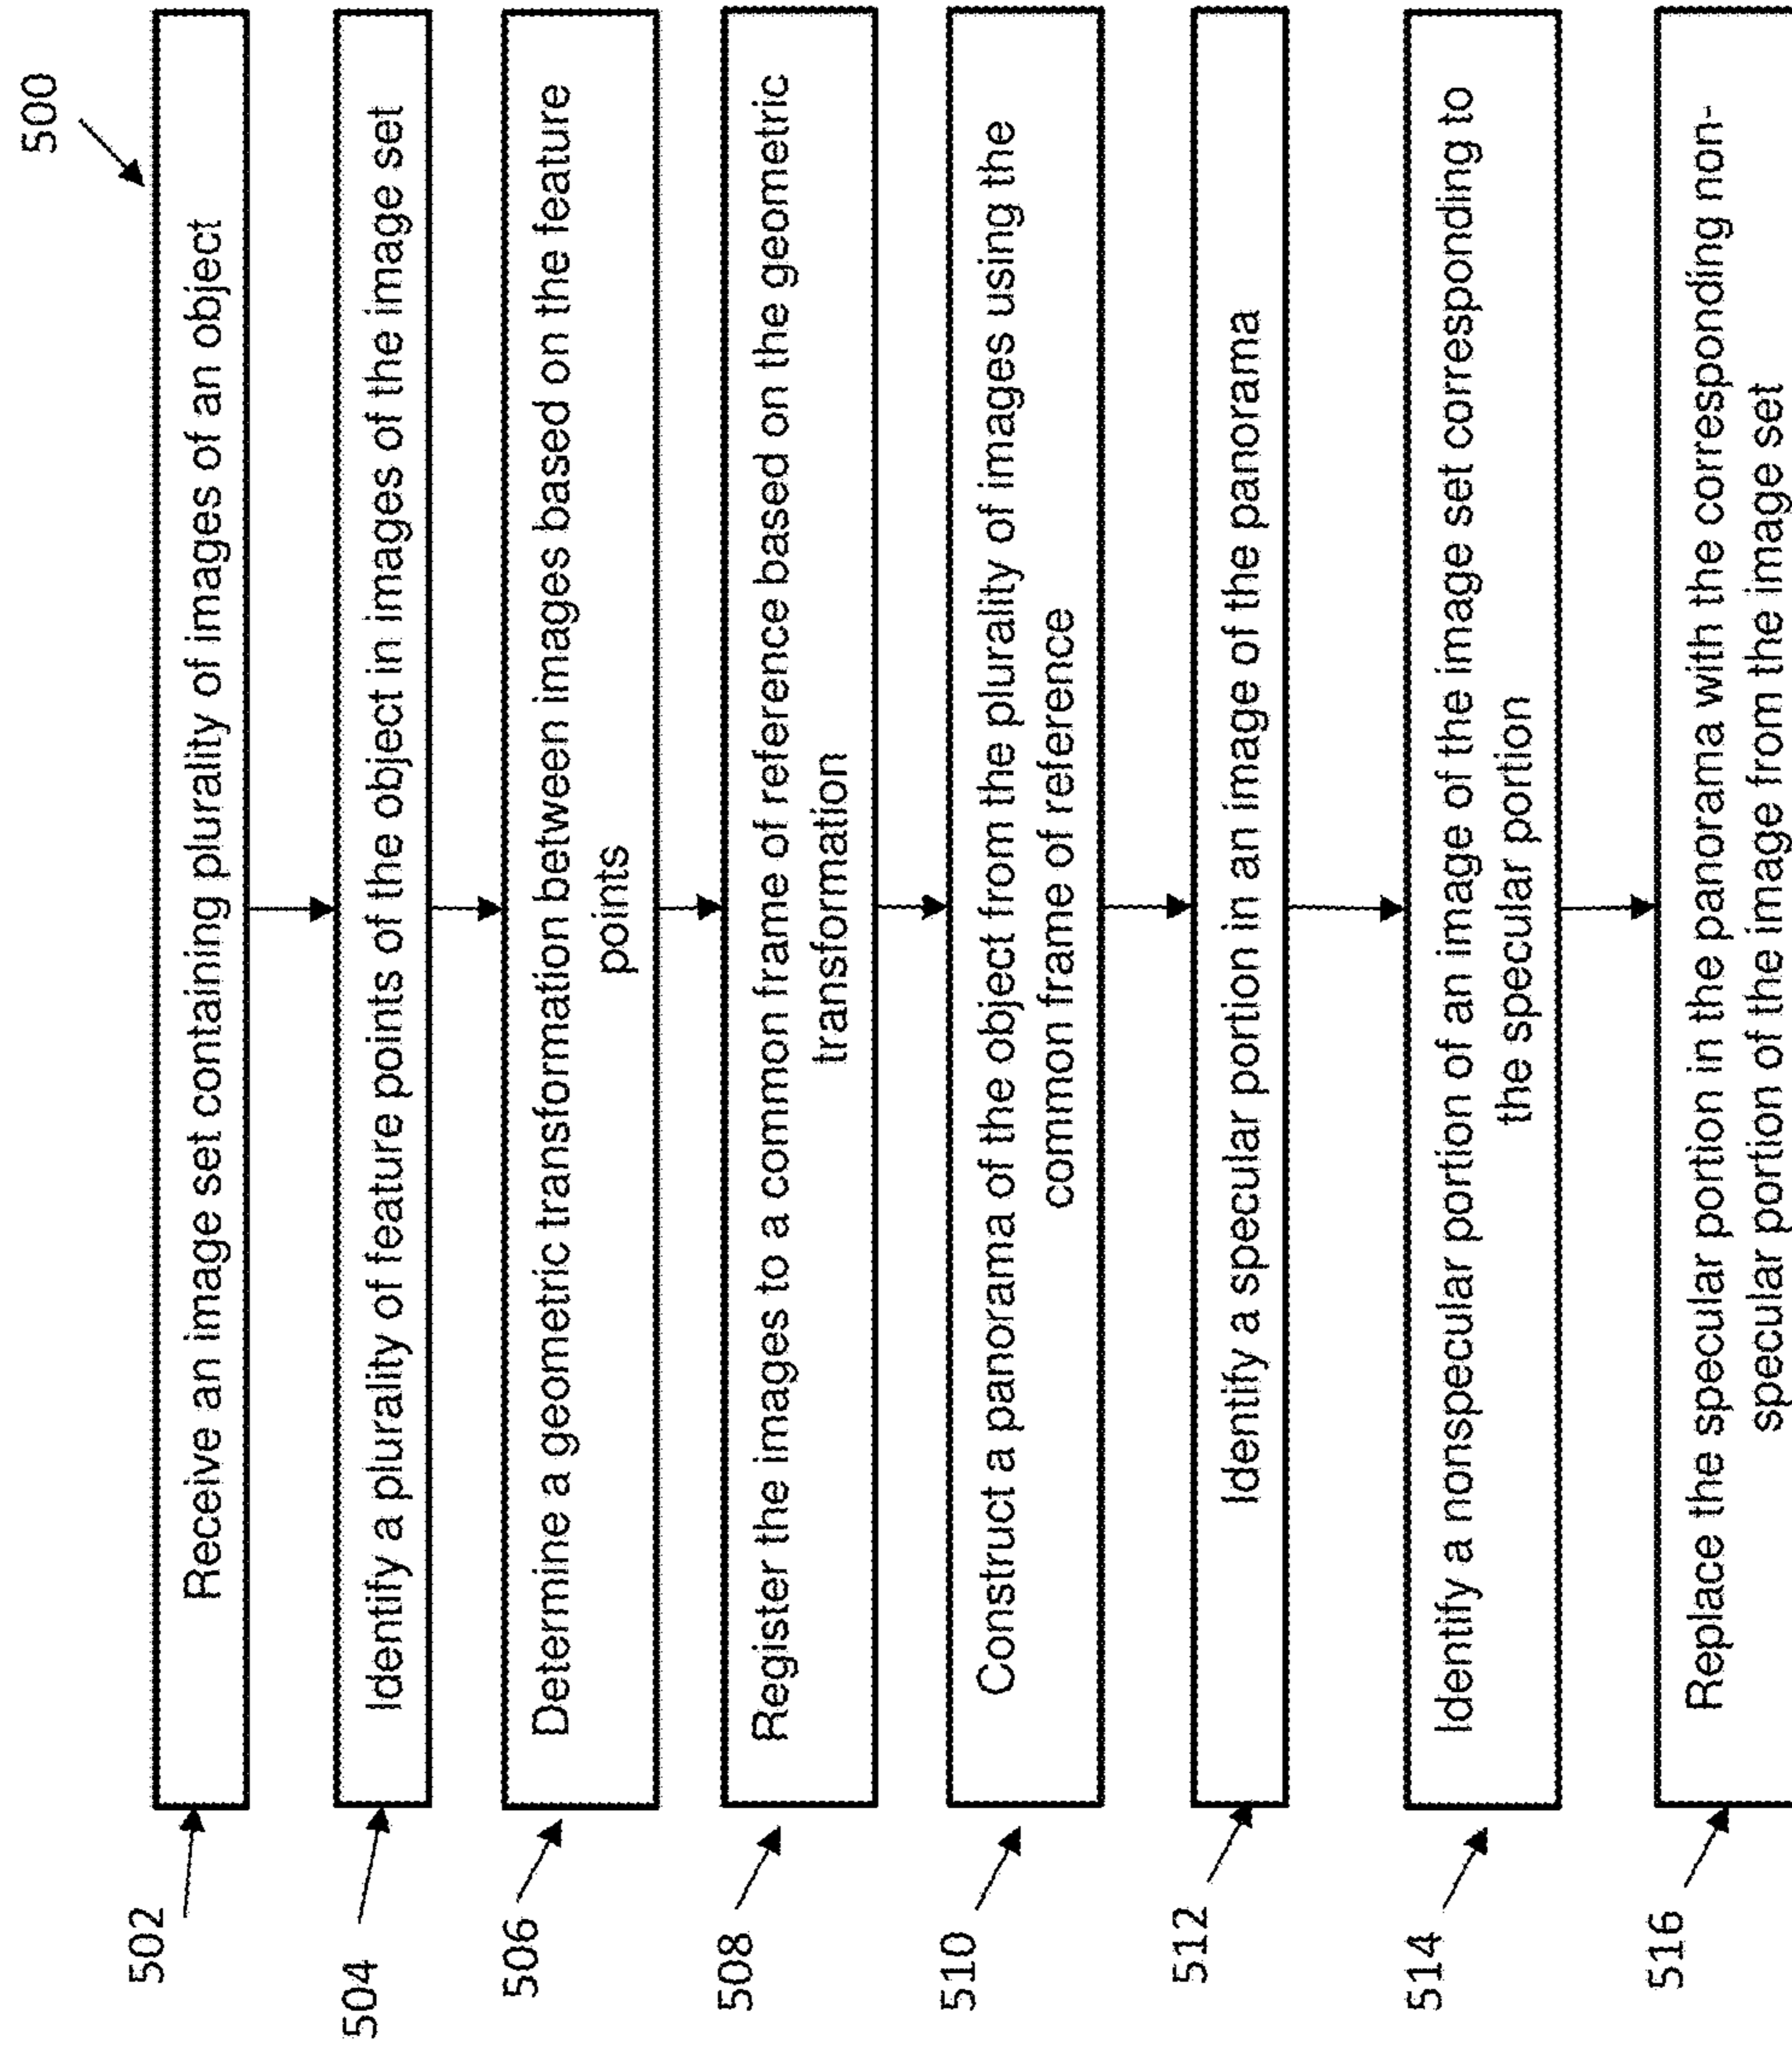 500
502
Receive an image set containing plurality of images of an object
504
Identify a plurality of feature points of the object in images of the image set
506
Determine a geometric transformation between images based on the feature
points
508
Register the images to a common frame of reference based on the geometric
transformation
510
Construct a panorama of the object from the plurality of images using the
common frame of reference
512
Identify a specular portion in an image of the panorama
514
Identify a nonspecular portion of an image of the image set corresponding to
the specular portion
516
Replace the specular portion in the panorama with the corresponding non-
specular portion of the image from the image set